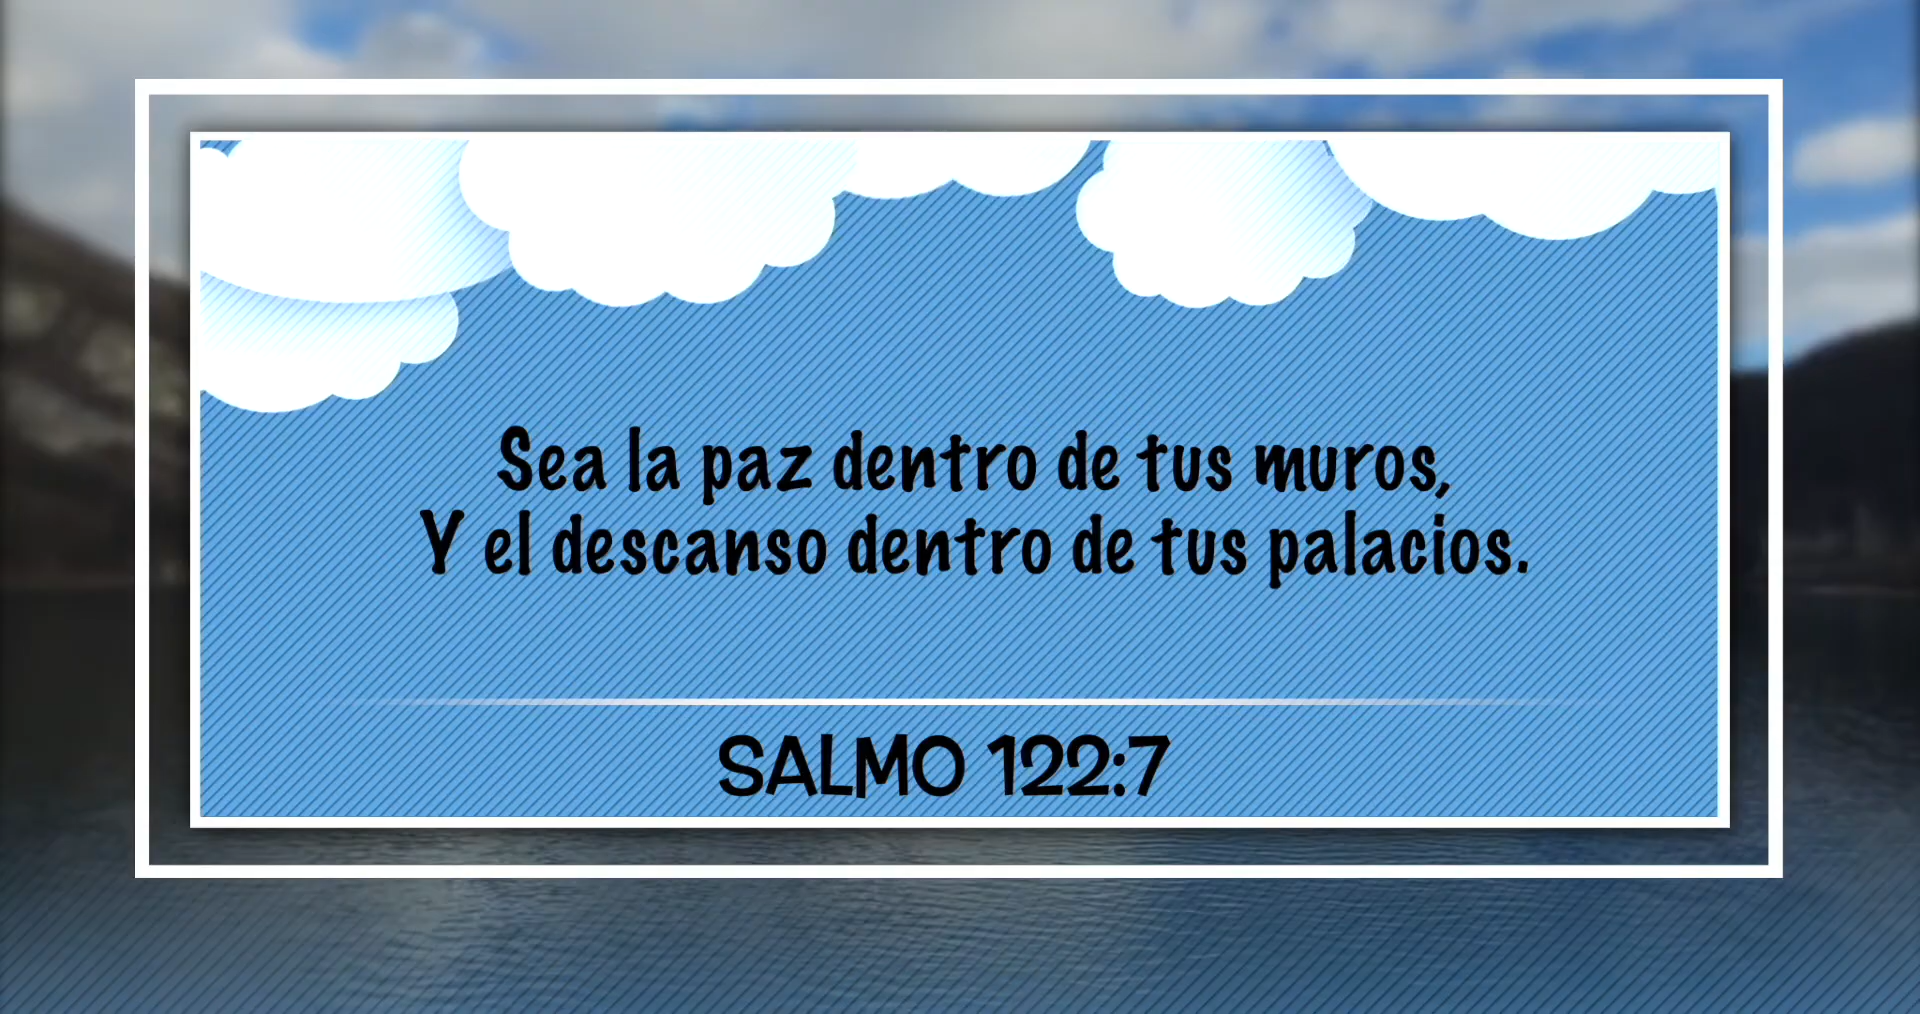 Sea la paz dentro de tus muros,
Y el descanso dentro de tus palacios.
SALMO 122:7